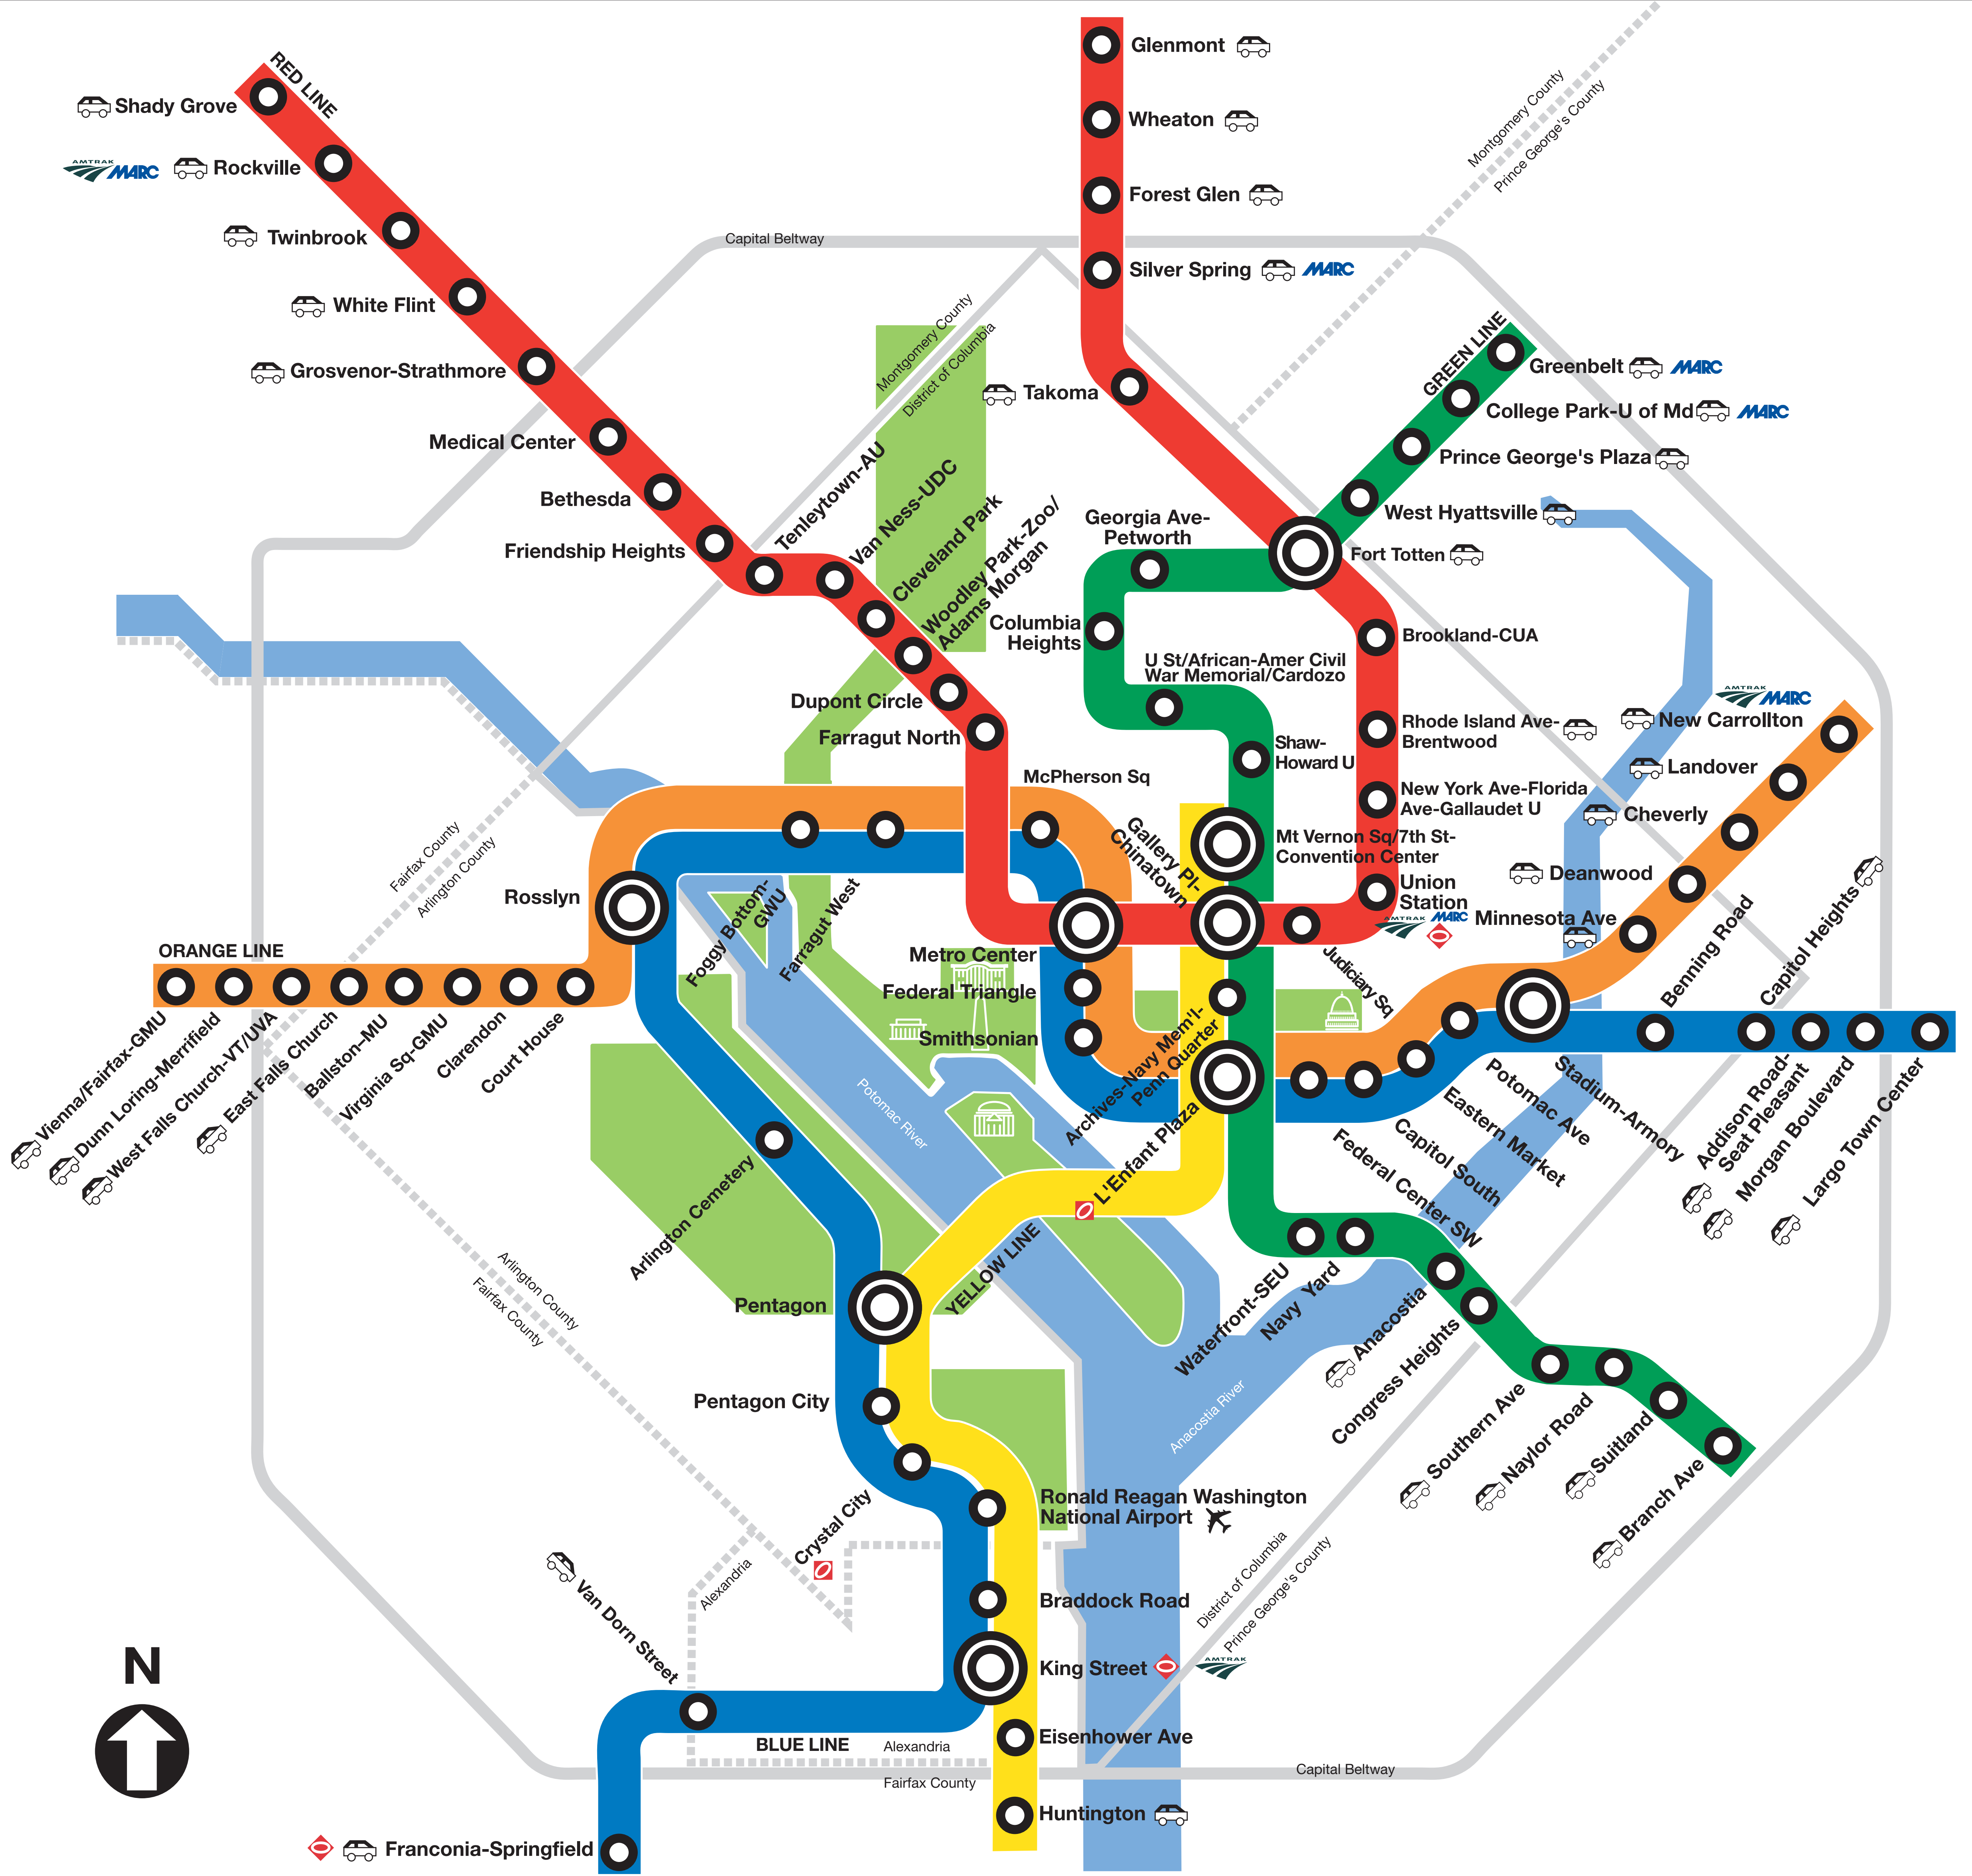 RED LINE
Shady Grove
AMTRAK
MARC
Rockville
Twinbrook
White Flint
Grosvenor-Strathmore
Medical Center
Bethesda
Friendship Heights
Tenleytown-AU
Van Ness-UDC
Cleveland Park
Woodley Park-Zoo/
Adams Morgan
Dupont Circle
Farragut North
Capital Beltway
Montgomery County
District of Columbia
Glenmont
Wheaton
Forest Glen
Silver Spring
MARC
Takoma
Montgomery County
Prince George's County
GREEN LINE
Greenbelt
MARC
College Park-U of Md
MARC
Prince George's Plaza
West Hyattsville
Fort Totten
Georgia Ave-
Petworth
Columbia
Heights
U St/African-Amer Civil
War Memorial/Cardozo
Shaw-
Howard U
Mt Vernon Sq/7th St-
Convention Center
Brookland-CUA
Rhode Island Ave-
Brentwood
New York Ave-Florida
Ave-Gallaudet U
Union
Station
AMTRAK
MARC
Judiciary Sq
Gallery Pl-
Chinatown
McPherson Sq
Metro Center
Federal Triangle
Smithsonian
Archives-Navy Mem'l-
Penn Quarter
L'Enfant Plaza
AMTRAK
MARC
New Carrollton
Landover
Cheverly
Deanwood
Minnesota Ave
Benning Road
Capitol Heights
Addison Road-
Seat Pleasant
Morgan Boulevard
Largo Town Center
Stadium-Armory
Potomac Ave
Eastern Market
Capitol South
Federal Center SW
Fairfax County
Arlington County
Rosslyn
Foggy Bottom-
GWU
Farragut West
ORANGE LINE
Vienna/Fairfax-GMU
Dunn Loring-Merrifield
West Falls Church-VT/UVA
East Falls Church
Ballston–MU
Virginia Sq-GMU
Clarendon
Court House
Potomac River
Arlington Cemetery
Arlington County
Fairfax County
Pentagon
YELLOW LINE
Pentagon City
Crystal City
Ronald Reagan Washington
National Airport
Braddock Road
King Street
AMTRAK
Eisenhower Ave
Huntington
Waterfront-SEU
Navy Yard
Anacostia
Congress Heights
Southern Ave
Naylor Road
Suitland
Branch Ave
Anacostia River
District of Columbia
Prince George's County
Alexandria
Van Dorn Street
BLUE LINE
Alexandria
Fairfax County
Capital Beltway
Franconia-Springfield
N